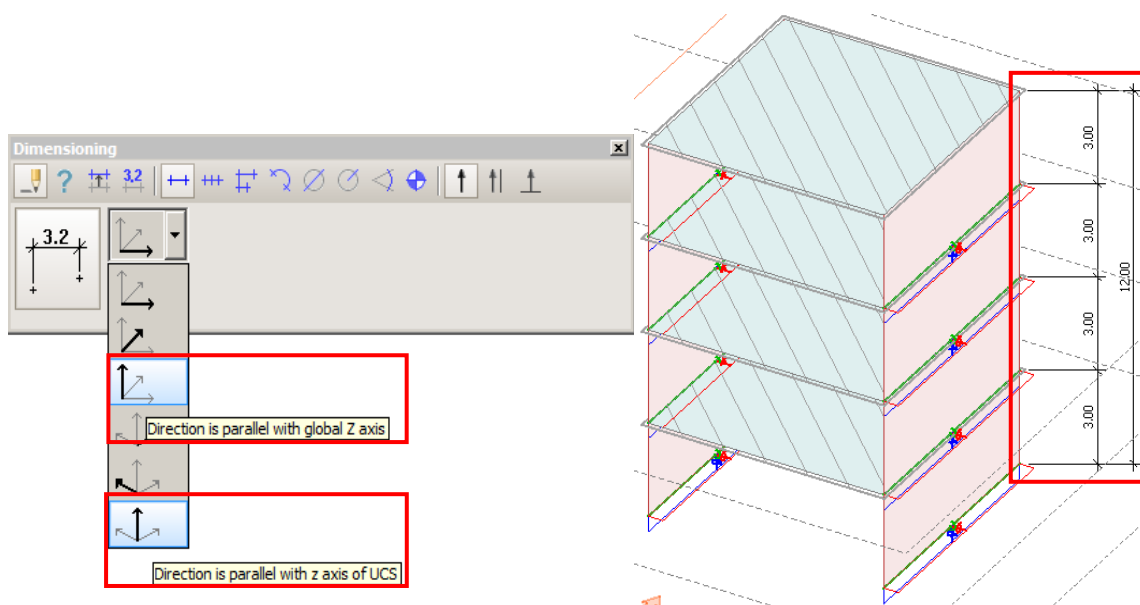 Dimensioning
3.2
3.2
Direction is parallel with global Z axis
Direction is parallel with z axis of UCS
3.00
3.00
12.00
3.00
3.00